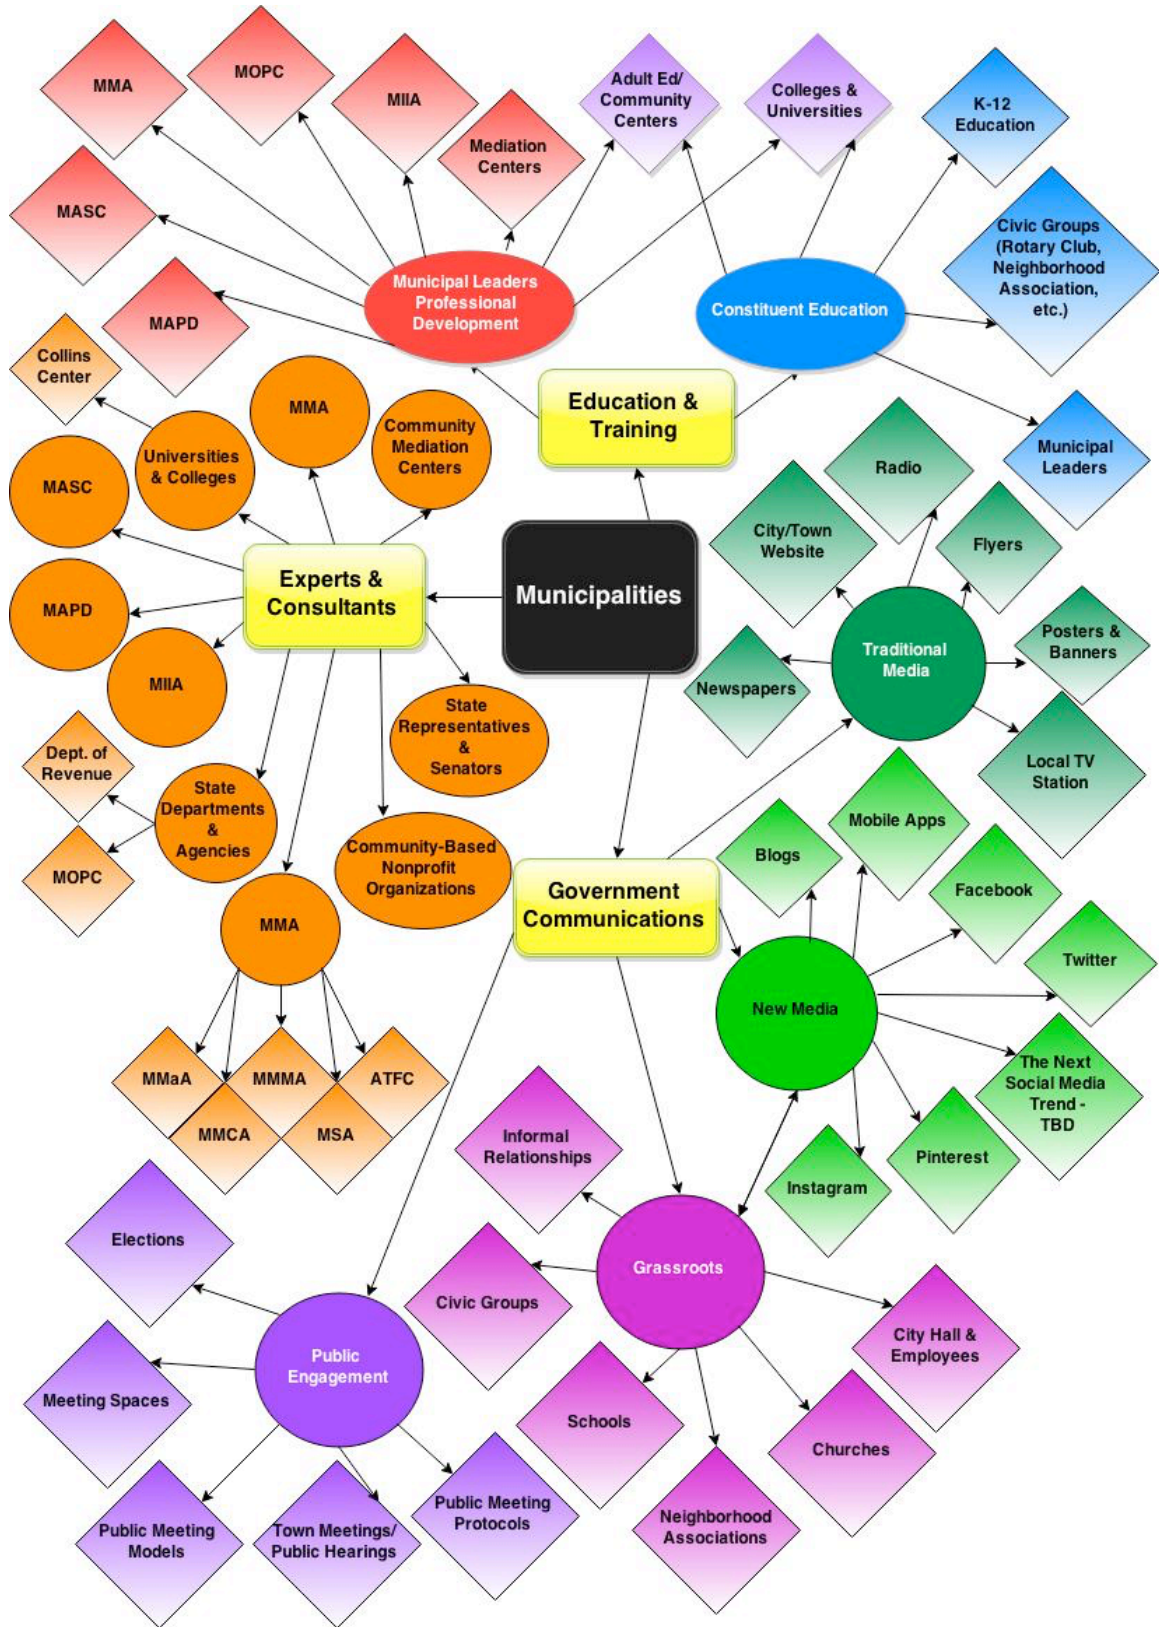 MMA
MOPC
MIIA
Mediation
Centers
Adult Ed/
Community
Centers
Colleges &
Universities
K-12
Education
MASC
MAPD
Municipal Leaders
Professional
Development
Constituent Education
Civic Groups
(Rotary Club,
Neighborhood
Association,
etc.)
Municipal
Leaders
Education &
Training
Collins
Center
Universities
& Colleges
MMA
Community
Mediation
Centers
MASC
MAPD
MIIA
Experts &
Consultants
Municipalities
State
Representatives
&
Senators
Dept. of
Revenue
MOPC
State
Departments
&
Agencies
Community-Based
Nonprofit
Organizations
MMA
MMaA
MMCA
MMMA
MSA
ATFC
Radio
City/Town
Website
Flyers
Newspapers
Traditional
Media
Posters &
Banners
Local TV
Station
Government
Communications
Blogs
Mobile Apps
Facebook
Twitter
New Media
The Next
Social Media
Trend -
TBD
Pinterest
Instagram
Informal
Relationships
Civic Groups
Grassroots
City Hall &
Employees
Schools
Churches
Neighborhood
Associations
Elections
Meeting Spaces
Public
Engagement
Public Meeting
Models
Town Meetings/
Public Hearings
Public Meeting
Protocols